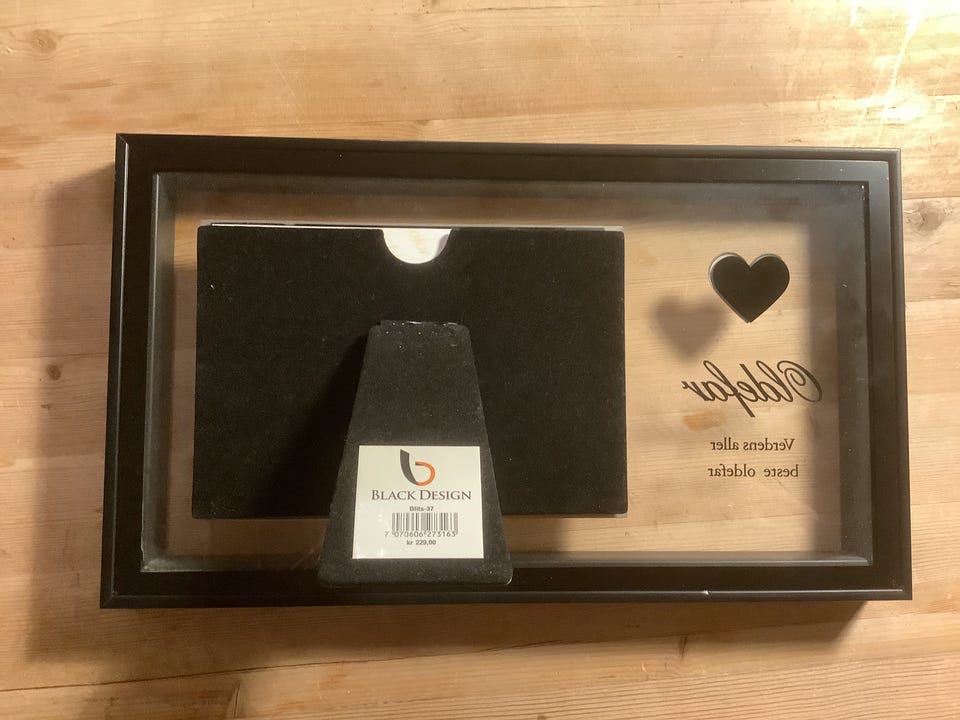 Oldefar
Verdens aller
beste oldefar
BLACK DESIGN
Blits-37
7 070606 273163
kr 229,00